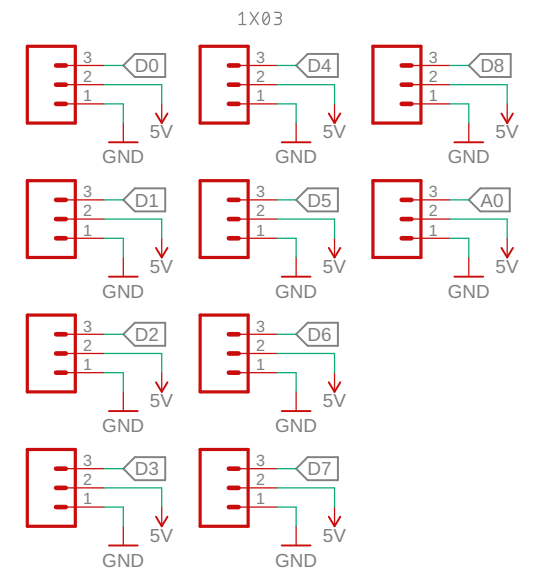 1X03
3 D0 3 D4 3 D8
2 2 2
1 1 1
5V 5V 5V
GND GND GND
3 D1 3 D5 3 A0
2 2 2
1 1 1
5V 5V 5V
GND GND GND
3 D2 3 D6
2 2
1 1
5V 5V
GND GND
3 D3 3 D7
2 2
1 1
5V 5V
GND GND